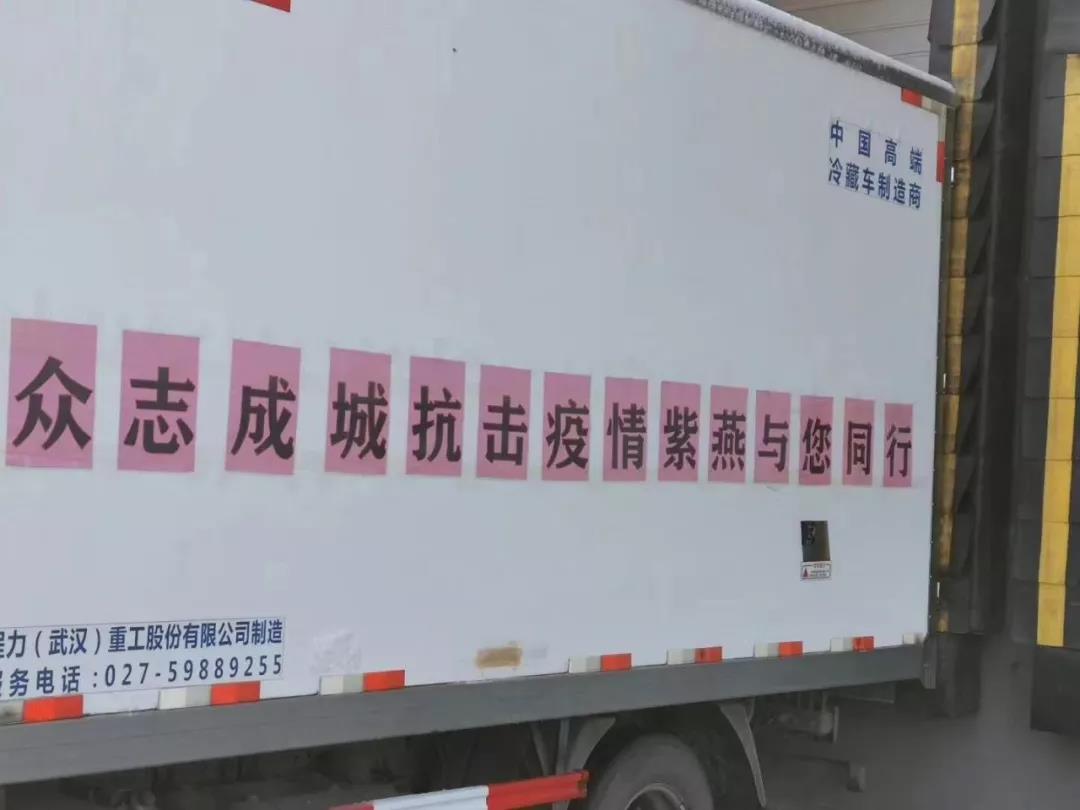 中国高端
冷藏车制造商
众志成城抗击疫情紫燕与您同行
程力（武汉）重工股份有限公司制造
服务电话:027-59889255